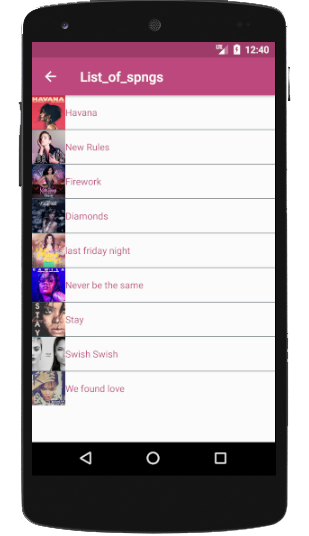 12:40
List_of_spngs
HAVANA
Havana
New Rules
Firework
Diamonds
last friday night
Never be the same
STAY
Stay
Swish Swish
We found love